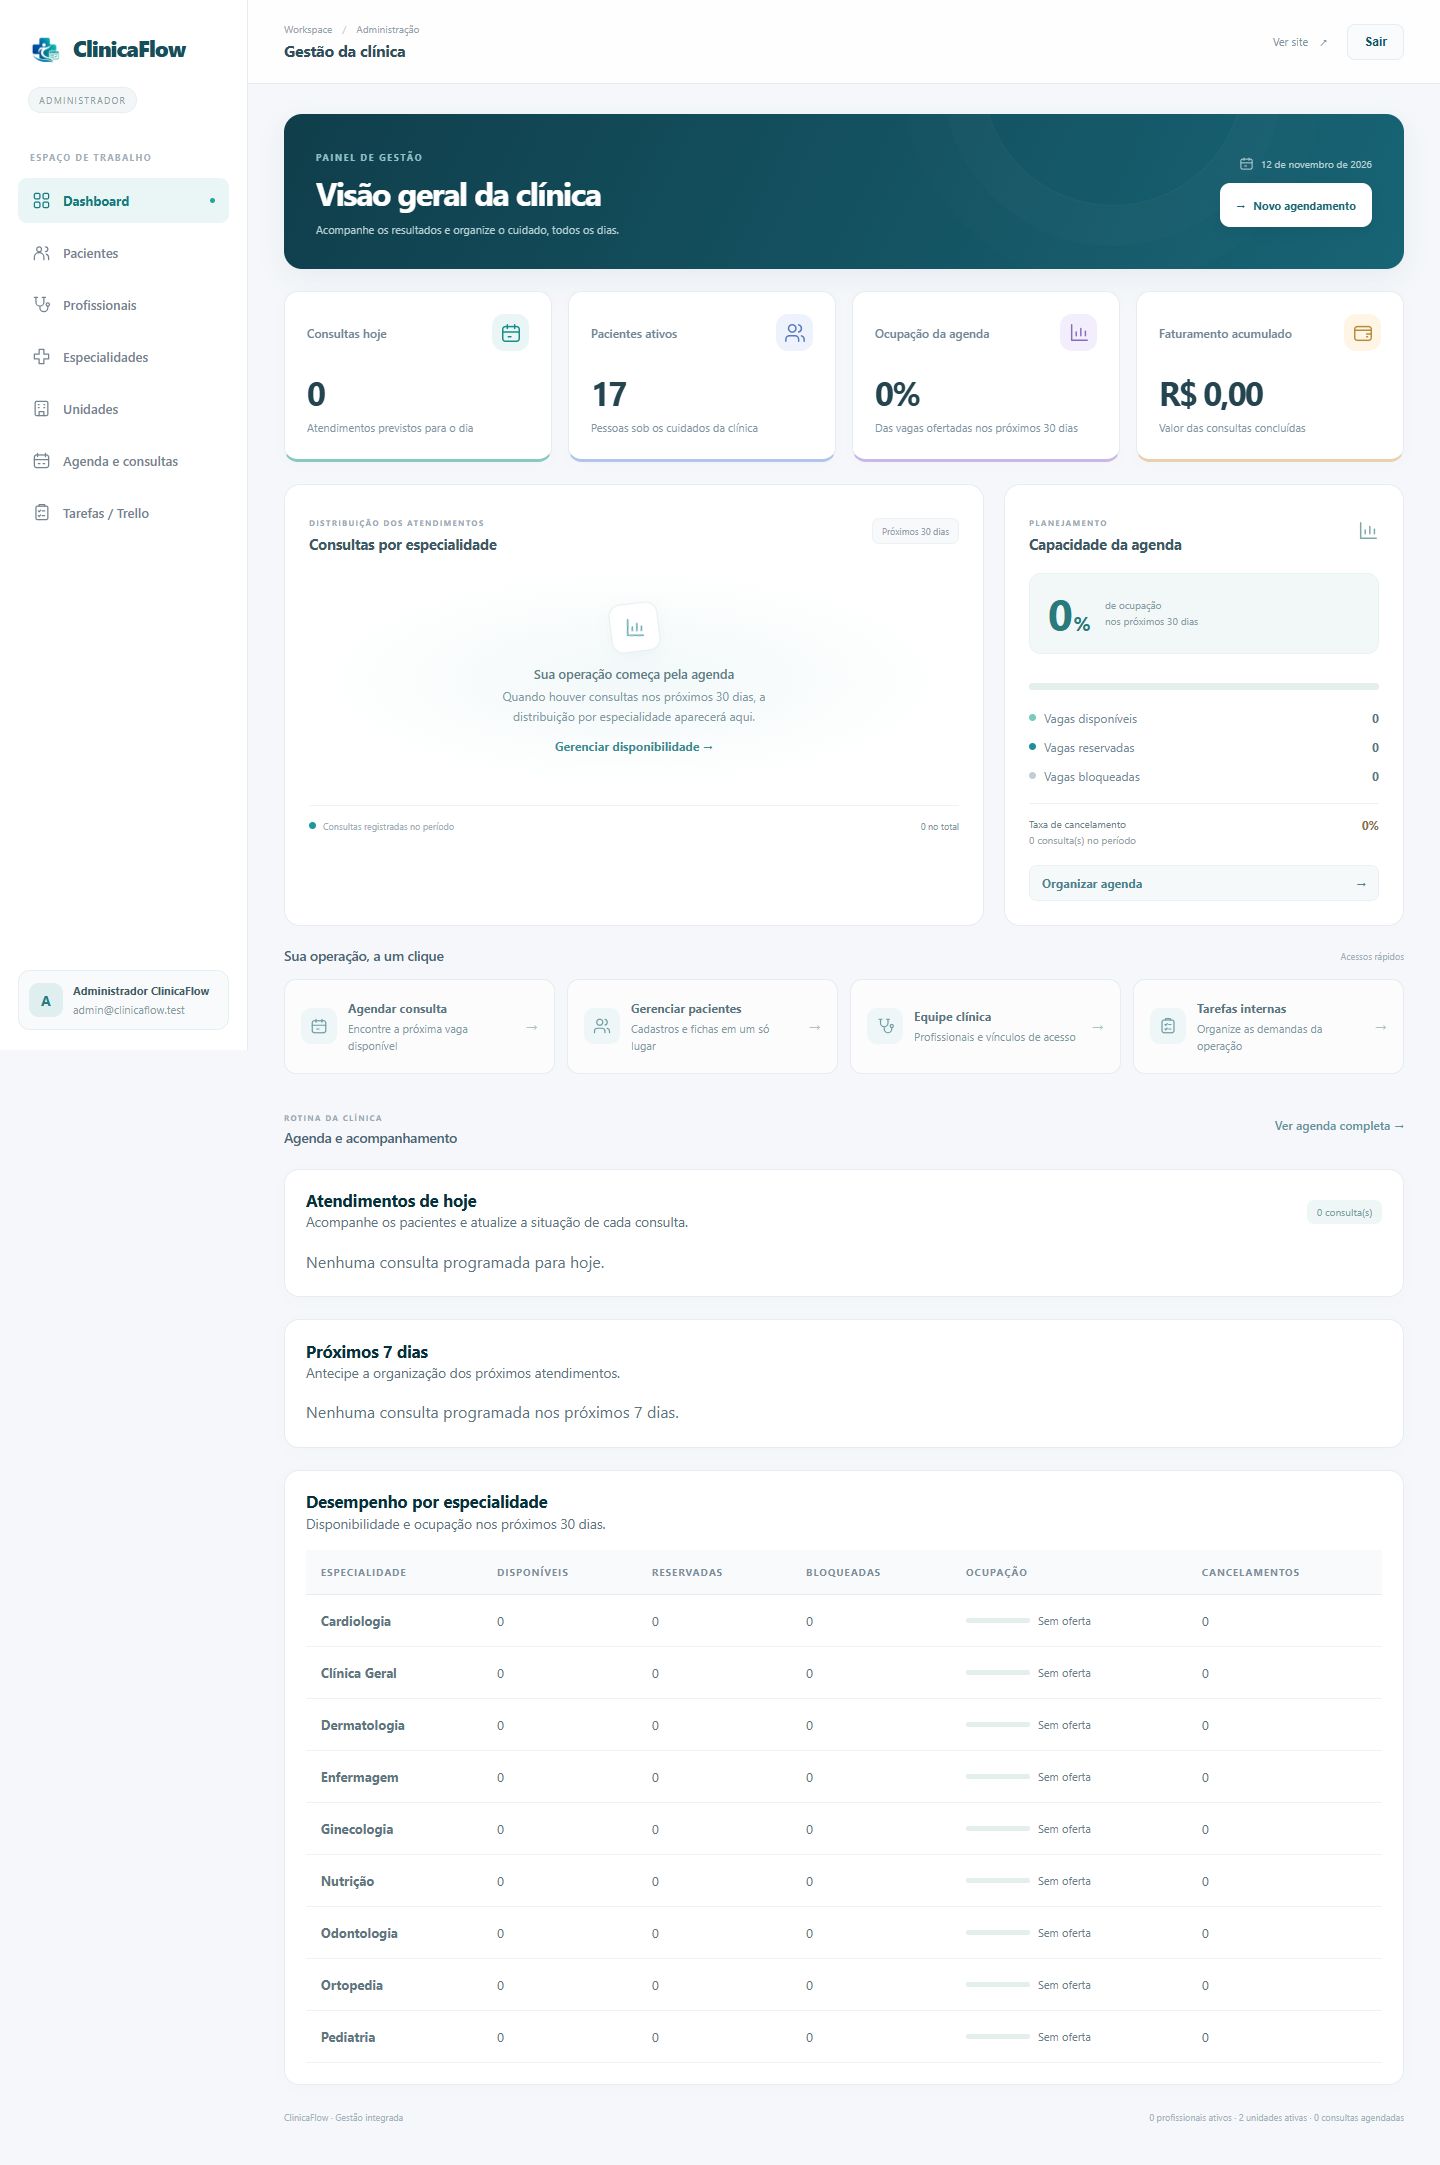 ClinicaFlow
ADMINISTRADOR
ESPAÇO DE TRABALHO
Dashboard
Pacientes
Profissionais
Especialidades
Unidades
Agenda e consultas
Tarefas / Trello
A
Administrador ClinicaFlow
admin@clinicaflow.test
Workspace / Administração
Gestão da clínica
Ver site ↗
Sair
PAINEL DE GESTÃO
Visão geral da clínica
Acompanhe os resultados e organize o cuidado, todos os dias.
12 de novembro de 2026
→ Novo agendamento
Consultas hoje
0
Atendimentos previstos para o dia
Pacientes ativos
17
Pessoas sob os cuidados da clínica
Ocupação da agenda
0%
Das vagas ofertadas nos próximos 30 dias
Faturamento acumulado
R$ 0,00
Valor das consultas concluídas
DISTRIBUIÇÃO DOS ATENDIMENTOS
Consultas por especialidade
Próximos 30 dias
Sua operação começa pela agenda
Quando houver consultas nos próximos 30 dias, a
distribuição por especialidade aparecerá aqui.
Gerenciar disponibilidade →
Consultas registradas no período
0 no total
PLANEJAMENTO
Capacidade da agenda
0%
de ocupação
nos próximos 30 dias
Vagas disponíveis 0
Vagas reservadas 0
Vagas bloqueadas 0
Taxa de cancelamento 0%
0 consulta(s) no período
Organizar agenda →
Sua operação, a um clique
Acessos rápidos
Agendar consulta
Encontre a próxima vaga
disponível
→
Gerenciar pacientes
Cadastros e fichas em um só
lugar
→
Equipe clínica
Profissionais e vínculos de acesso
→
Tarefas internas
Organize as demandas da
operação
→
ROTINA DA CLÍNICA
Agenda e acompanhamento
Ver agenda completa →
Atendimentos de hoje
Acompanhe os pacientes e atualize a situação de cada consulta.
0 consulta(s)
Nenhuma consulta programada para hoje.
Próximos 7 dias
Antecipe a organização dos próximos atendimentos.
Nenhuma consulta programada nos próximos 7 dias.
Desempenho por especialidade
Disponibilidade e ocupação nos próximos 30 dias.
ESPECIALIDADE DISPONÍVEIS RESERVADAS BLOQUEADAS OCUPAÇÃO CANCELAMENTOS
Cardiologia 0 0 0 Sem oferta 0
Clínica Geral 0 0 0 Sem oferta 0
Dermatologia 0 0 0 Sem oferta 0
Enfermagem 0 0 0 Sem oferta 0
Ginecologia 0 0 0 Sem oferta 0
Nutrição 0 0 0 Sem oferta 0
Odontologia 0 0 0 Sem oferta 0
Ortopedia 0 0 0 Sem oferta 0
Pediatria 0 0 0 Sem oferta 0
ClinicaFlow · Gestão integrada
0 profissionais ativos · 2 unidades ativas · 0 consultas agendadas